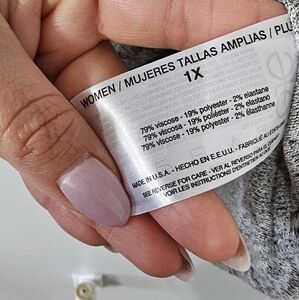 WOMEN / MUJERES TALLAS AMPLIAS / PLU
1X
79% viscose - 19% polyester - 2% elastane
79% viscosa - 19% poliéster - 2% elastano
79% viscose - 19% polyester - 2% élasthanne
MADE IN U.S.A. - HECHO EN E.E.U.U. - FABRIQUÉ AU
SEE REVERSE FOR CARE - VER AL REVERSO PARA EL
VOIR LES INSTRUCTIONS D'ENTRETIEN AU